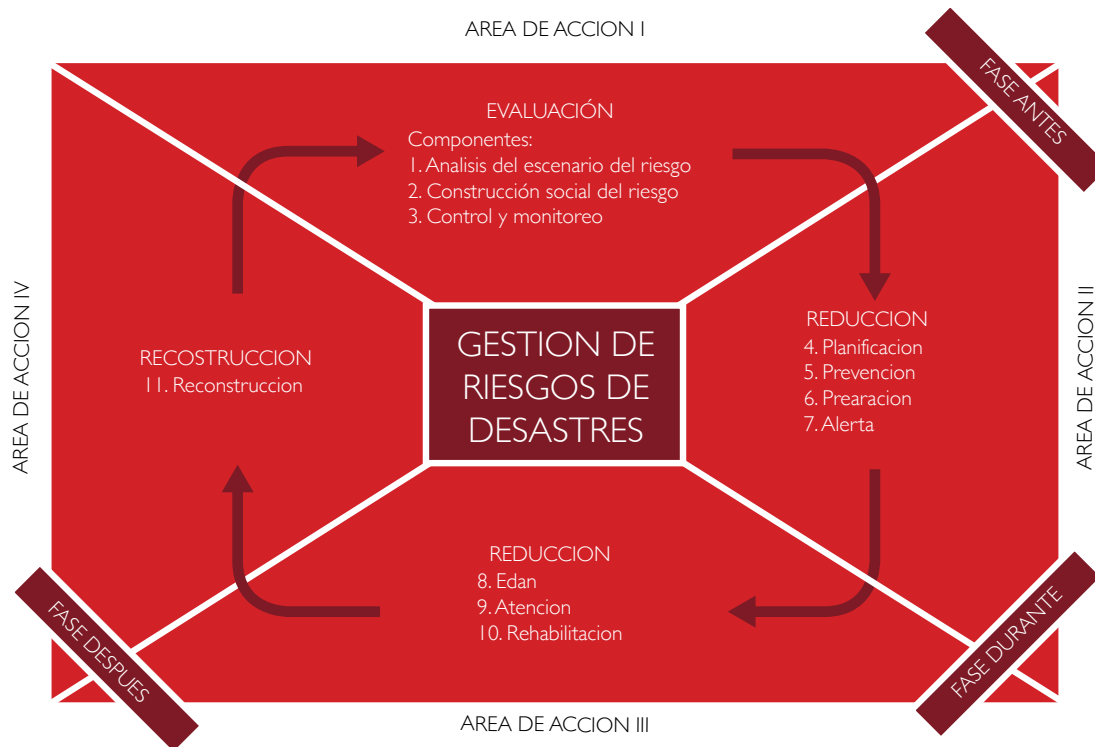 AREA DE ACCION I
FASE ANTES
EVALUACIÓN
Componentes:
1. Analisis del escenario del riesgo
2. Construcción social del riesgo
3. Control y monitoreo
AREA DE ACCION IV
AREA DE ACCION II
RECOSTRUCCION
11. Reconstruccion
GESTION DE
RIESGOS DE
DESASTRES
REDUCCION
4. Planificacion
5. Prevencion
6. Prearacion
7. Alerta
REDUCCION
8. Edan
9. Atencion
10. Rehabilitacion
FASE DESPUES
FASE DURANTE
AREA DE ACCION III